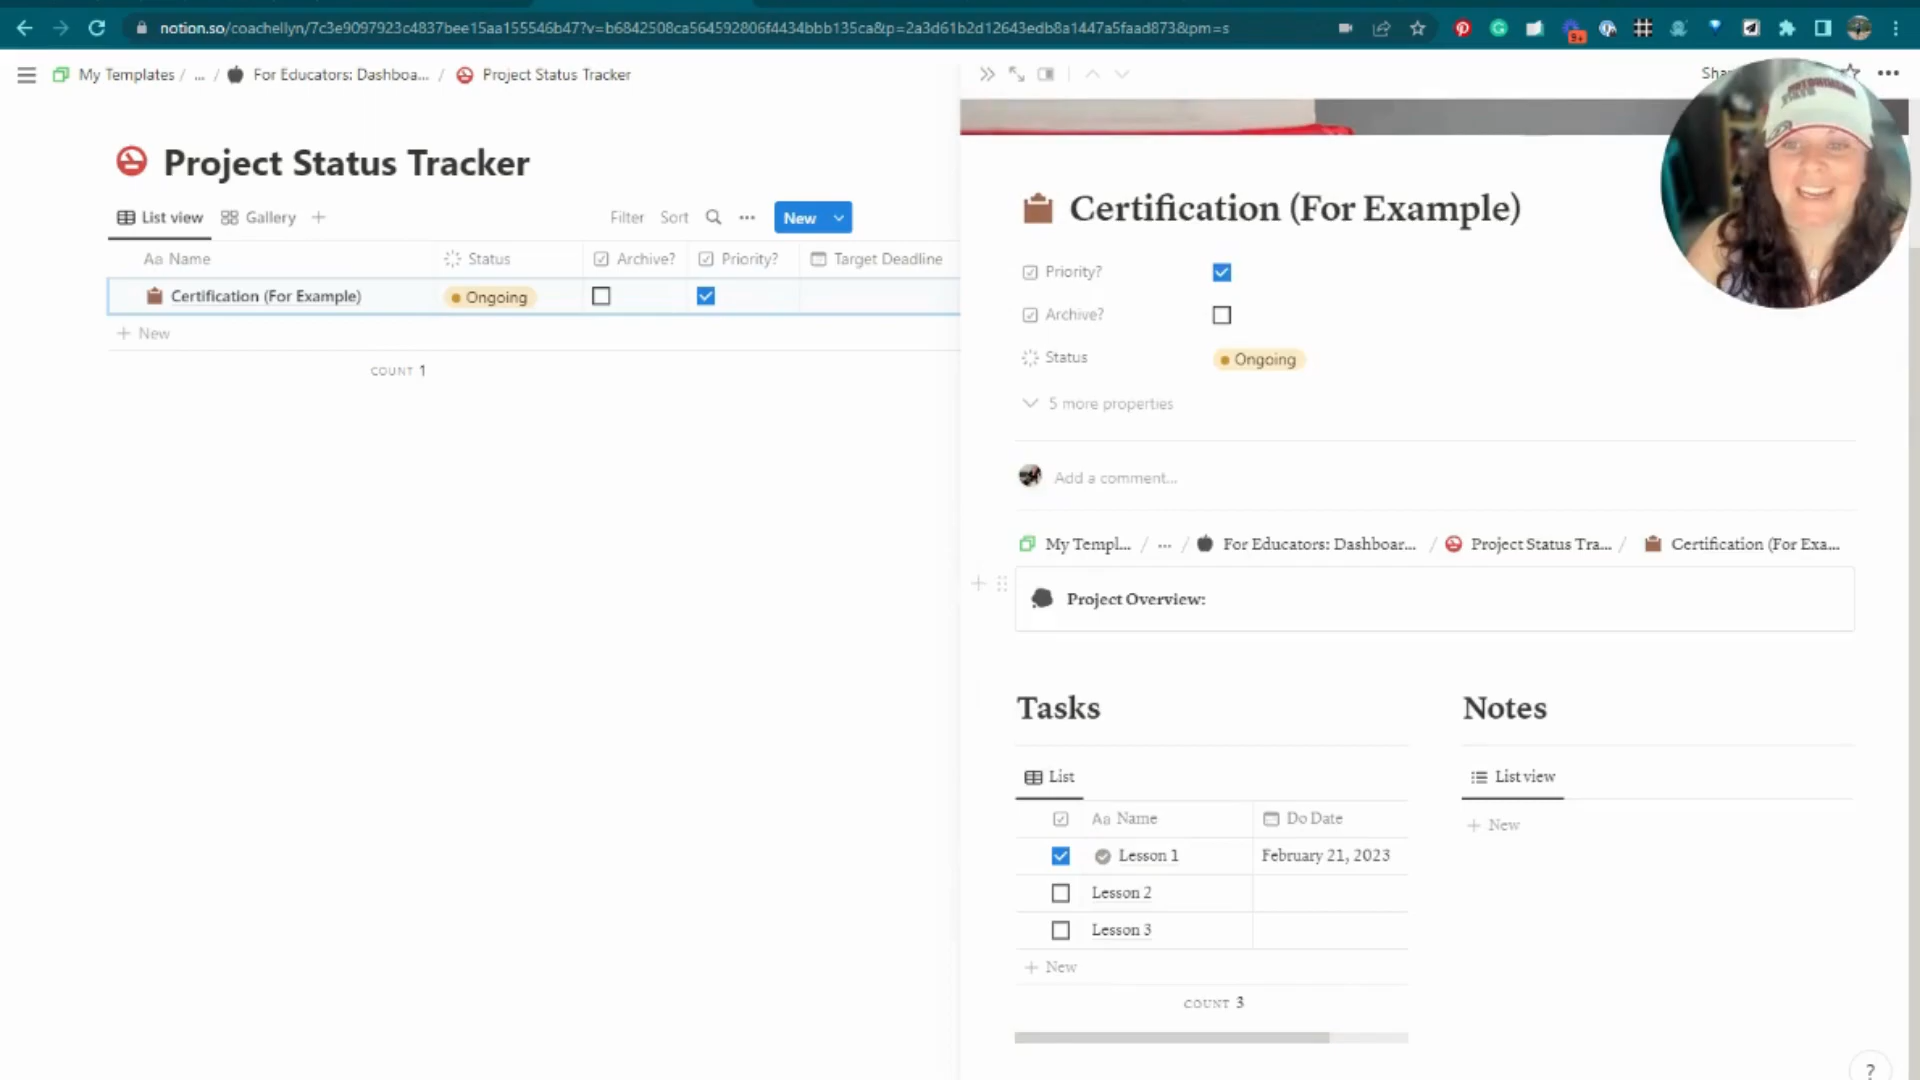 notion.so/coachellyn/7c3e9097923c4837bee15aa155546b47?v=b6842508ca564592806f4434bbb135ca&p=2a3d61b2d12643edb8a1447a5faad873&pm=s
9+
My Templates / ... / For Educators: Dashboa... / Project Status Tracker
Project Status Tracker
List view Gallery
Filter Sort ... New
Aa Name Status Archive? Priority? Target Deadline
Certification (For Example) Ongoing
+ New
COUNT 1
Certification (For Example)
Priority?
Archive?
Status Ongoing
5 more properties
Add a comment...
My Templ... / ... / For Educators: Dashboar... / Project Status Tra... / Certification (For Exa...
Project Overview:
Tasks
List
Aa Name Do Date
Lesson 1 February 21, 2023
Lesson 2
Lesson 3
+ New
COUNT 3
Notes
List view
+ New
?